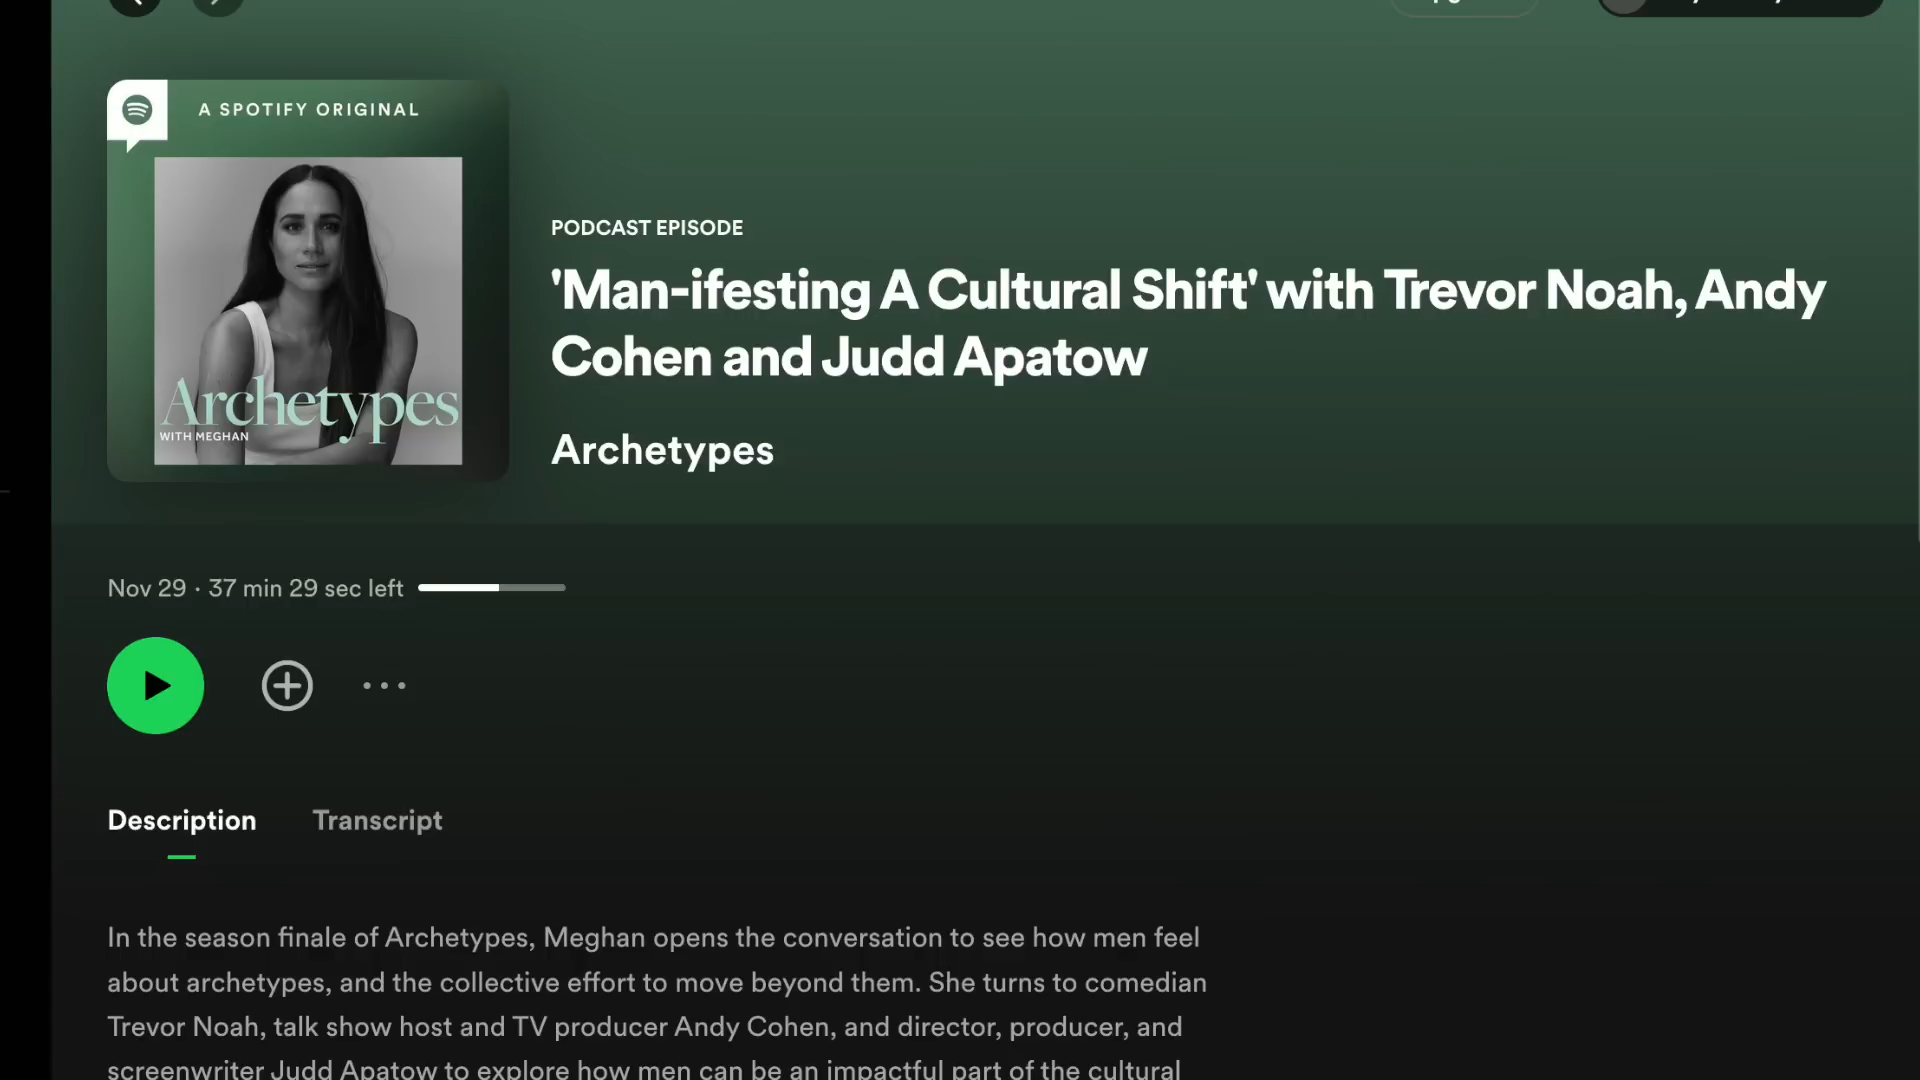 A SPOTIFY ORIGINAL
Archetypes
WITH MEGHAN
PODCAST EPISODE
'Man-ifesting A Cultural Shift' with Trevor Noah, Andy
Cohen and Judd Apatow
Archetypes
Nov 29 · 37 min 29 sec left
Description Transcript
In the season finale of Archetypes, Meghan opens the conversation to see how men feel
about archetypes, and the collective effort to move beyond them. She turns to comedian
Trevor Noah, talk show host and TV producer Andy Cohen, and director, producer, and
screenwriter Judd Apatow to explore how men can be an impactful part of the cultural